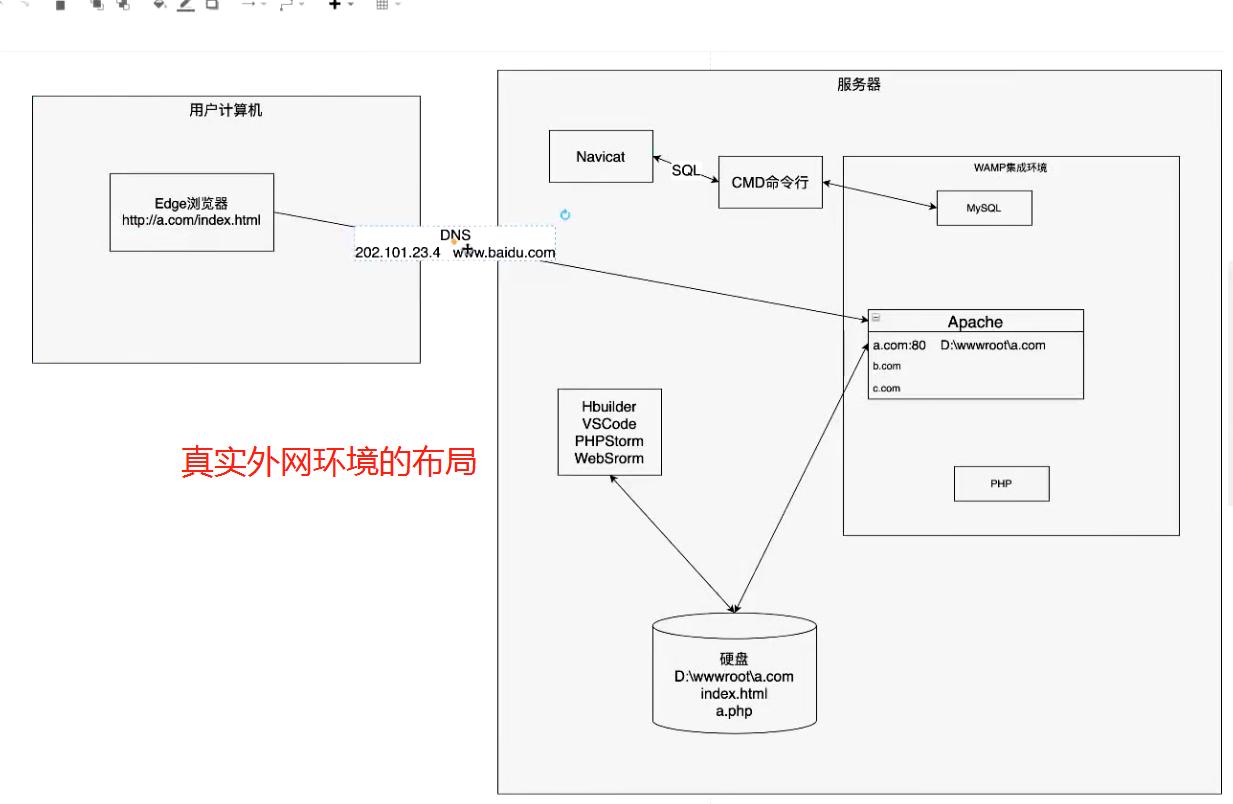 用户计算机
Edge浏览器
http://a.com/index.html
DNS
202.101.23.4 www.baidu.com
服务器
Navicat
SQL
CMD命令行
WAMP集成环境
MySQL
Apache
a.com:80 D:\wwwroot\a.com
b.com
c.com
Hbuilder
VSCode
PHPStorm
WebSrorm
真实外网环境的布局
PHP
硬盘
D:\wwwroot\a.com
index.html
a.php